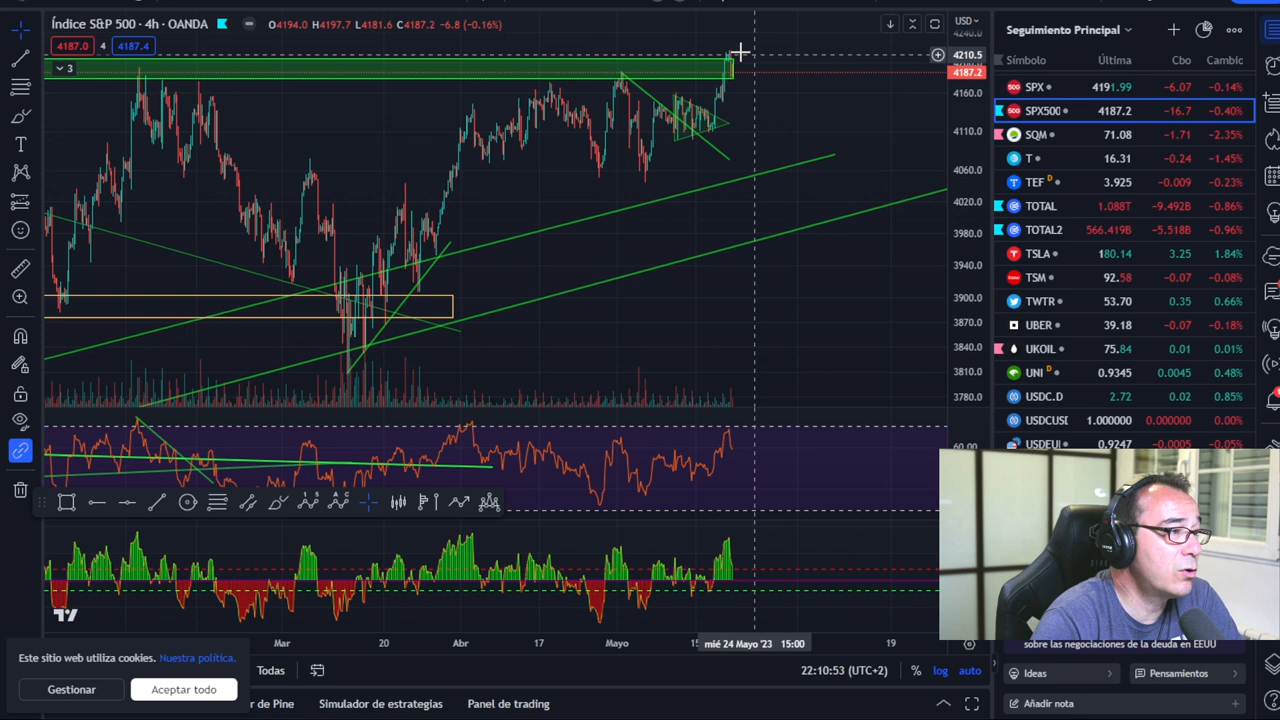 Índice S&P 500 · 4h · OANDA O4194.0 H4197.7 L4181.6 C4187.2 -6.8 (-0.16%)
4187.0 4 4187.4
3
USD
4210.5
4187.2
4160.0
4110.0
4060.0
4020.0
3980.0
3940.0
3900.0
3870.0
3840.0
3810.0
3780.0
60.00
Mar 20 Abr 17 Mayo 15 mié 24 Mayo '23 15:00 19
22:10:53 (UTC+2) % log auto
Todas
Este sitio web utiliza cookies. Nuestra política.
Gestionar Aceptar todo
r de Pine Simulador de estrategias Panel de trading
Seguimiento Principal
Símbolo Última Cbo Cambic
SPX 4191.99 -6.07 -0.14%
SPX500 4187.2 -16.7 -0.40%
SQM 71.08 -1.71 -2.35%
T 16.31 -0.24 -1.45%
TEF D 3.925 -0.009 -0.23%
TOTAL 1.088T -9.492B -0.86%
TOTAL2 566.419B -5.518B -0.96%
TSLA 180.14 3.25 1.84%
TSM 92.58 -0.07 -0.08%
TWTR 53.70 0.35 0.66%
UBER 39.18 -0.07 -0.18%
UKOIL 75.84 0.01 0.01%
UNI D 0.9345 0.0045 0.48%
USDC.D 2.72 0.02 0.85%
USDCUSD 1.000000 0.000000 0.00%
USDEUI 0.9247 -0.0004 -0.05%
sobre las negociaciones de la deuda en EEUU
Ideas Pensamientos
Añadir nota